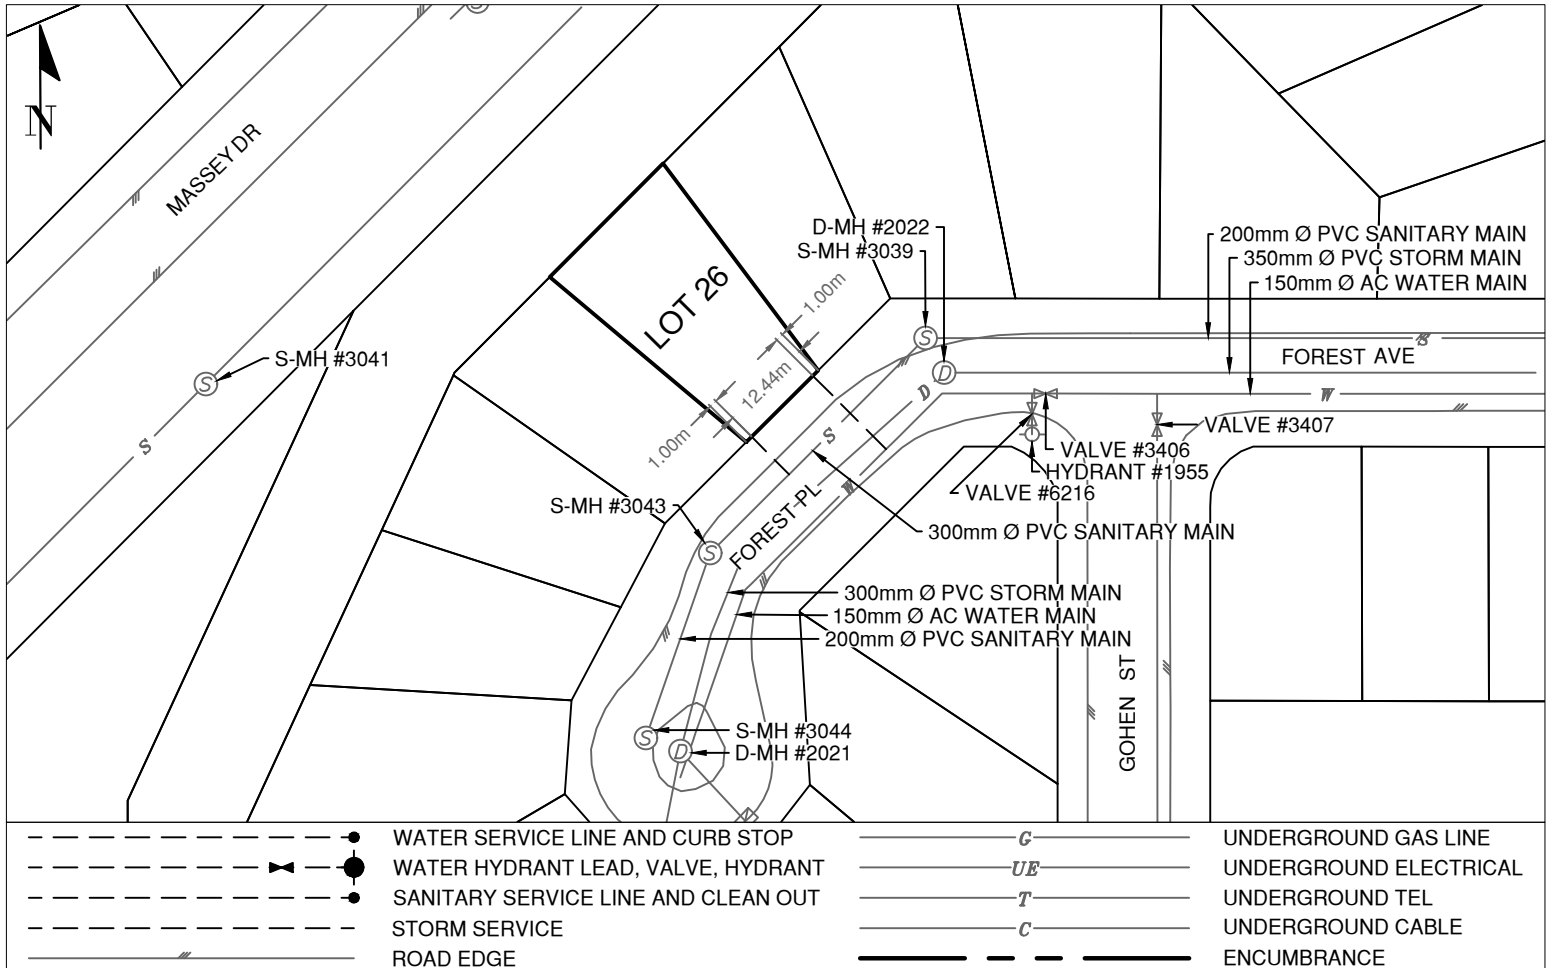 N
MASSEY DR
S
S
S-MH #3041
S
LOT 26
1.00m
12.44m
1.00m
D-MH #2022
S-MH #3039
S
D
200mm Ø PVC SANITARY MAIN
350mm Ø PVC STORM MAIN
150mm Ø AC WATER MAIN
S
FOREST AVE
W
D
S
VALVE #3407
VALVE #3406
HYDRANT #1955
VALVE #6216
W
S-MH #3043
S
FOREST PL
300mm Ø PVC SANITARY MAIN
300mm Ø PVC STORM MAIN
150mm Ø AC WATER MAIN
200mm Ø PVC SANITARY MAIN
GOHEN ST
S
S-MH #3044
D
D-MH #2021
WATER SERVICE LINE AND CURB STOP
WATER HYDRANT LEAD, VALVE, HYDRANT
SANITARY SERVICE LINE AND CLEAN OUT
STORM SERVICE
ROAD EDGE
G UNDERGROUND GAS LINE
UE UNDERGROUND ELECTRICAL
T UNDERGROUND TEL
C UNDERGROUND CABLE
ENCUMBRANCE